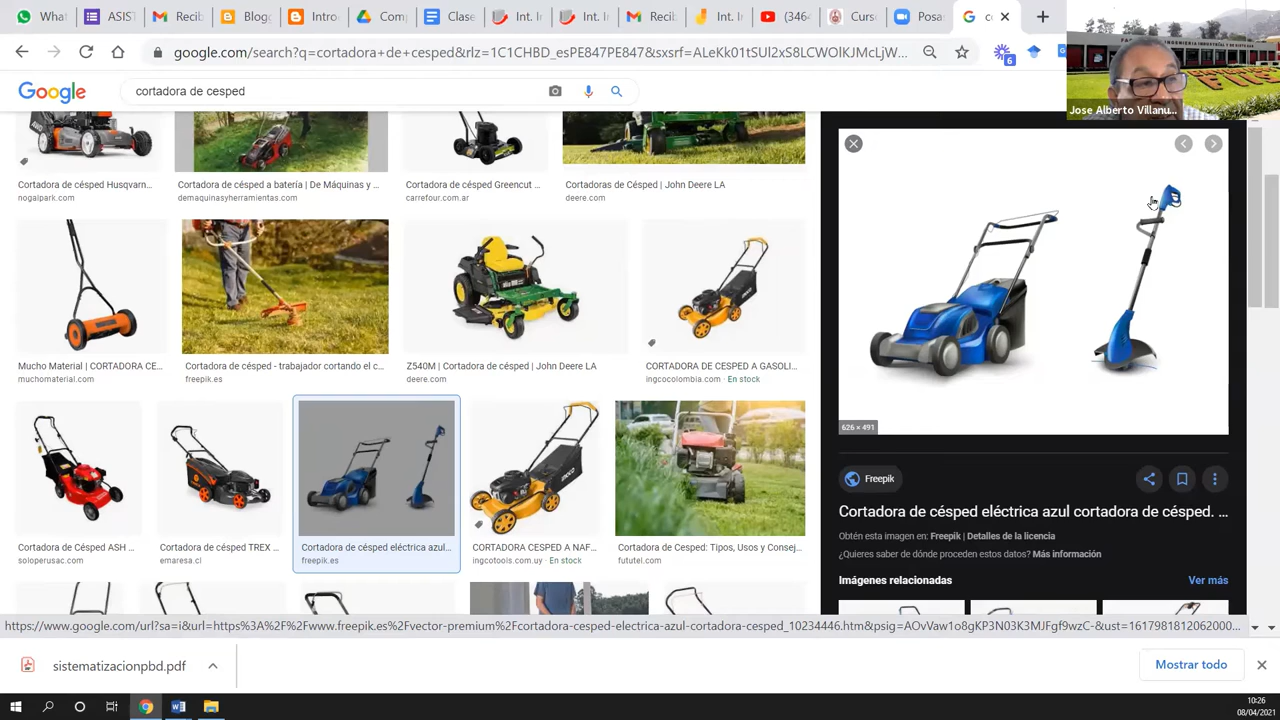 What
ASIST
Recib
Blog
Introd
Comp
Clase
Int. In
Int. In
Recib
Int. In
(346
Cursc
Posa
c
google.com/search?q=cortadora+de+cesped&rlz=1C1CHBD_esPE847PE847&sxsrf=ALeKk01tSUl2xS8LCWOlKJMcLjW...
6
Google
cortadora de cesped
Jose Alberto Villanu...
Cortadora de césped Husqvarn...
nogalpark.com
Cortadora de césped a batería | De Máquinas y ...
demaquinasyherramientas.com
Cortadora de césped Greencut ...
carrefour.com.ar
Cortadoras de Césped | John Deere LA
deere.com
Mucho Material | CORTADORA CE...
muchomaterial.com
Cortadora de césped - trabajador cortando el c...
freepik.es
Z540M | Cortadora de césped | John Deere LA
deere.com
CORTADORA DE CESPED A GASOLI...
ingcocolombia.com - En stock
Cortadora de Césped ASH ...
soloperusac.com
Cortadora de césped TREX ...
emaresa.cl
Cortadora de césped eléctrica azul...
freepik.es
CORTADORA CESPED A NAF...
ingcotools.com.uy - En stock
Cortadora de Césped: Tipos, Usos y Consej...
fututel.com
626 × 491
Freepik
Cortadora de césped eléctrica azul cortadora de césped. ...
Obtén esta imagen en: Freepik | Detalles de la licencia
¿Quieres saber de dónde proceden estos datos? Más información
Imágenes relacionadas
Ver más
https://www.google.com/url?sa=i&url=https%3A%2F%2Fwww.freepik.es%2Fvector-premium%2Fcortadora-cesped-electrica-azul-cortadora-cesped_10234446.htm&psig=AOvVaw1o8gKP3N03K3MJFgf9wzC-&ust=1617981812062000...
sistematizacionpbd.pdf
Mostrar todo
10:26
08/04/2021